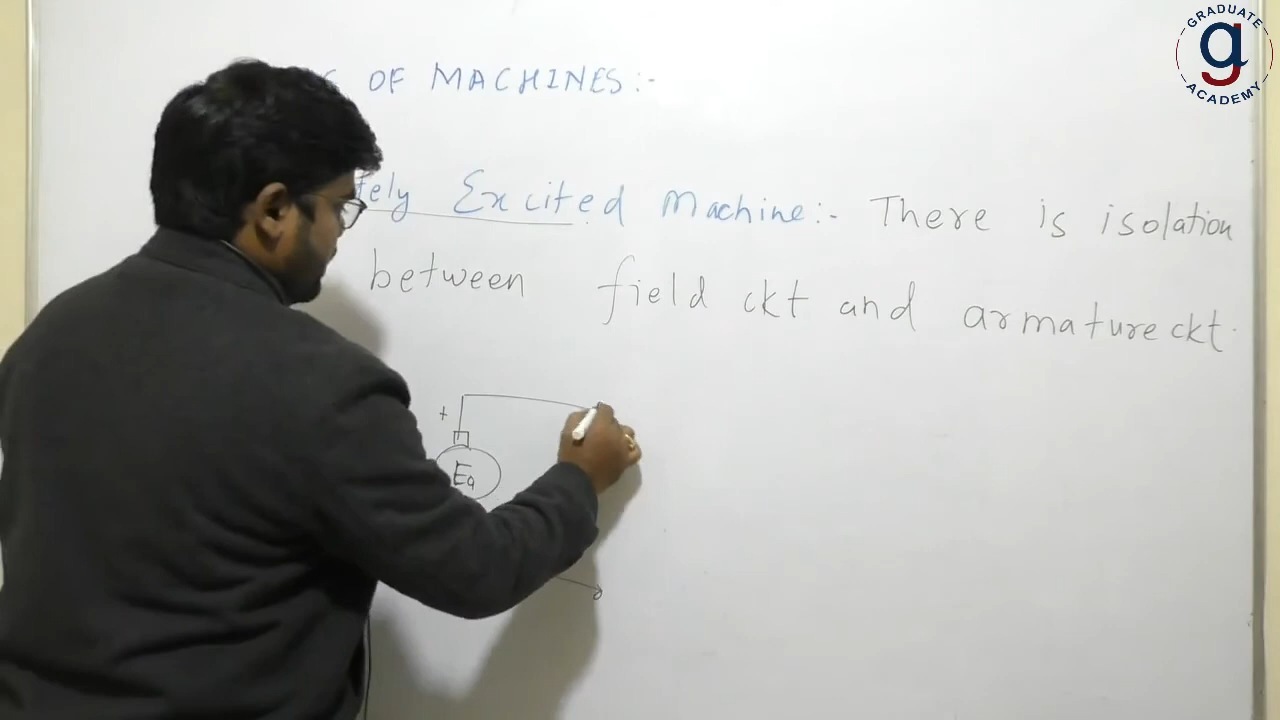 OF MACHINES:-
Excited Machine:- There is isolation
between field ckt and armature ckt.
+
Ea
GRADUATE
ACADEMY